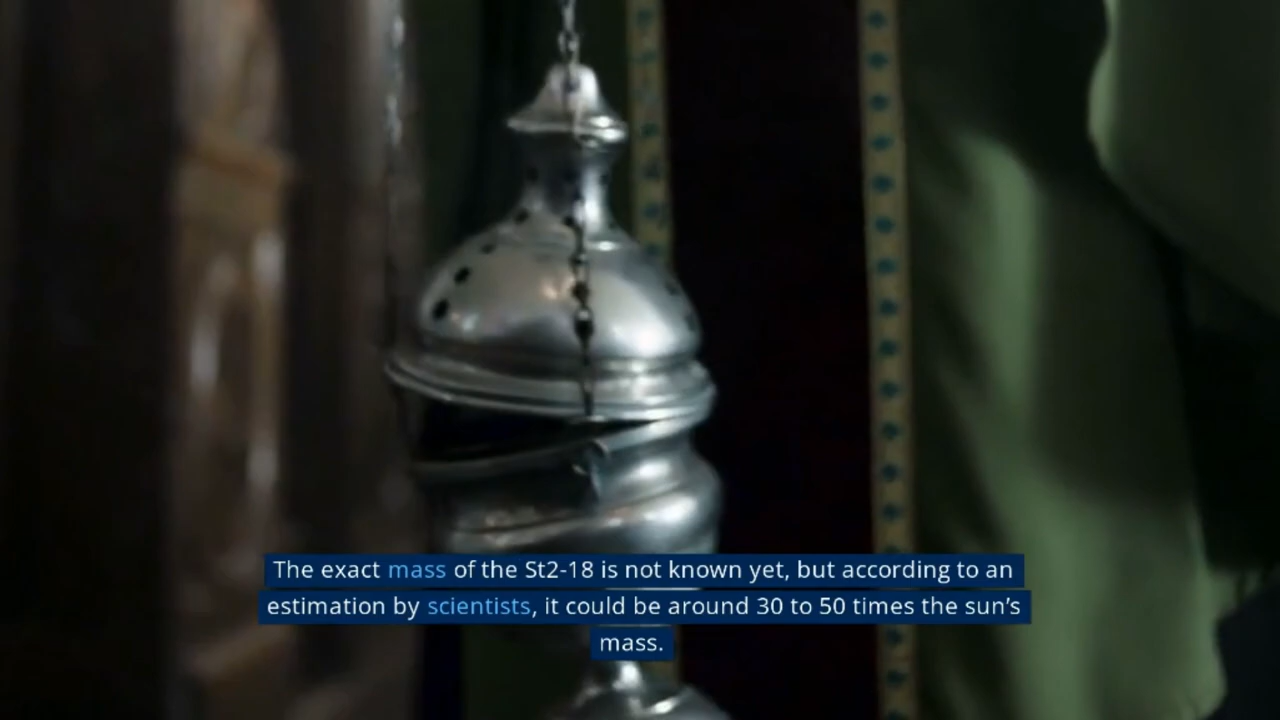 The exact mass of the St2-18 is not known yet, but according to an
estimation by scientists, it could be around 30 to 50 times the sun’s
mass.